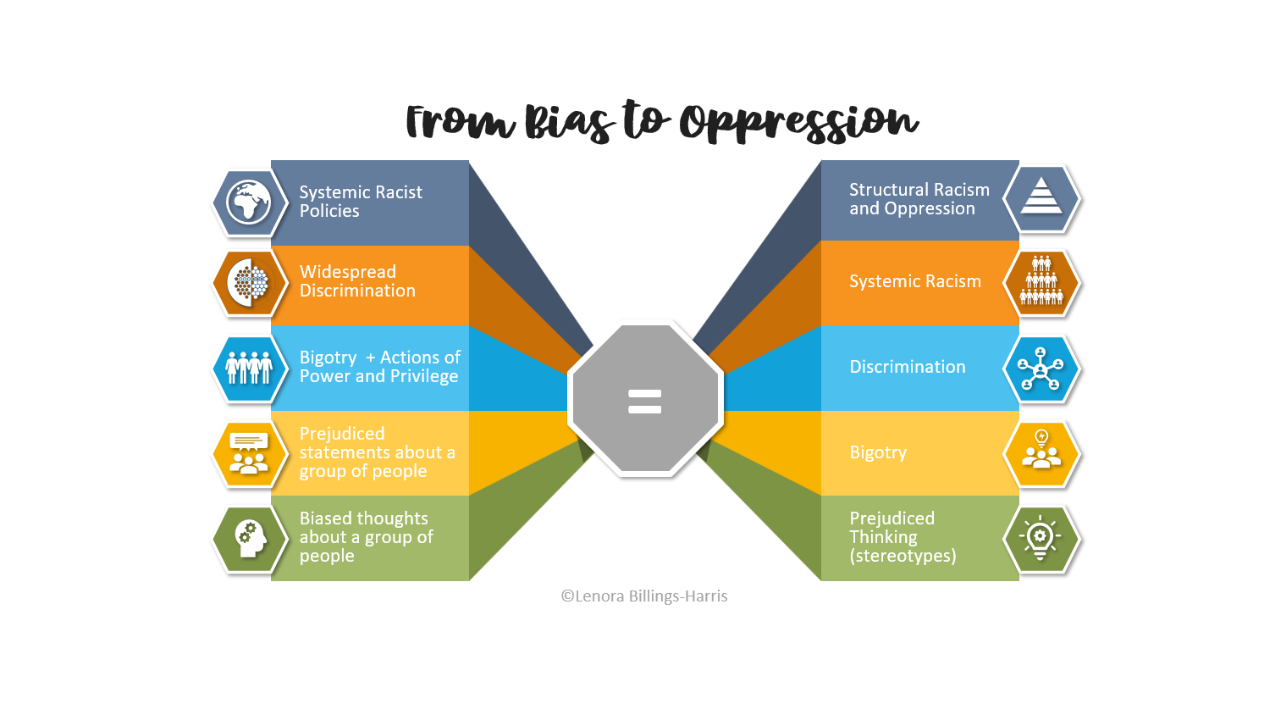 From Bias to Oppression
Systemic Racist
Policies
Structural Racism
and Oppression
Widespread
Discrimination
Systemic Racism
Bigotry + Actions of
Power and Privilege
=
Discrimination
Prejudiced
statements about a
group of people
Bigotry
Biased thoughts
about a group of
people
Prejudiced
Thinking
(stereotypes)
©Lenora Billings-Harris